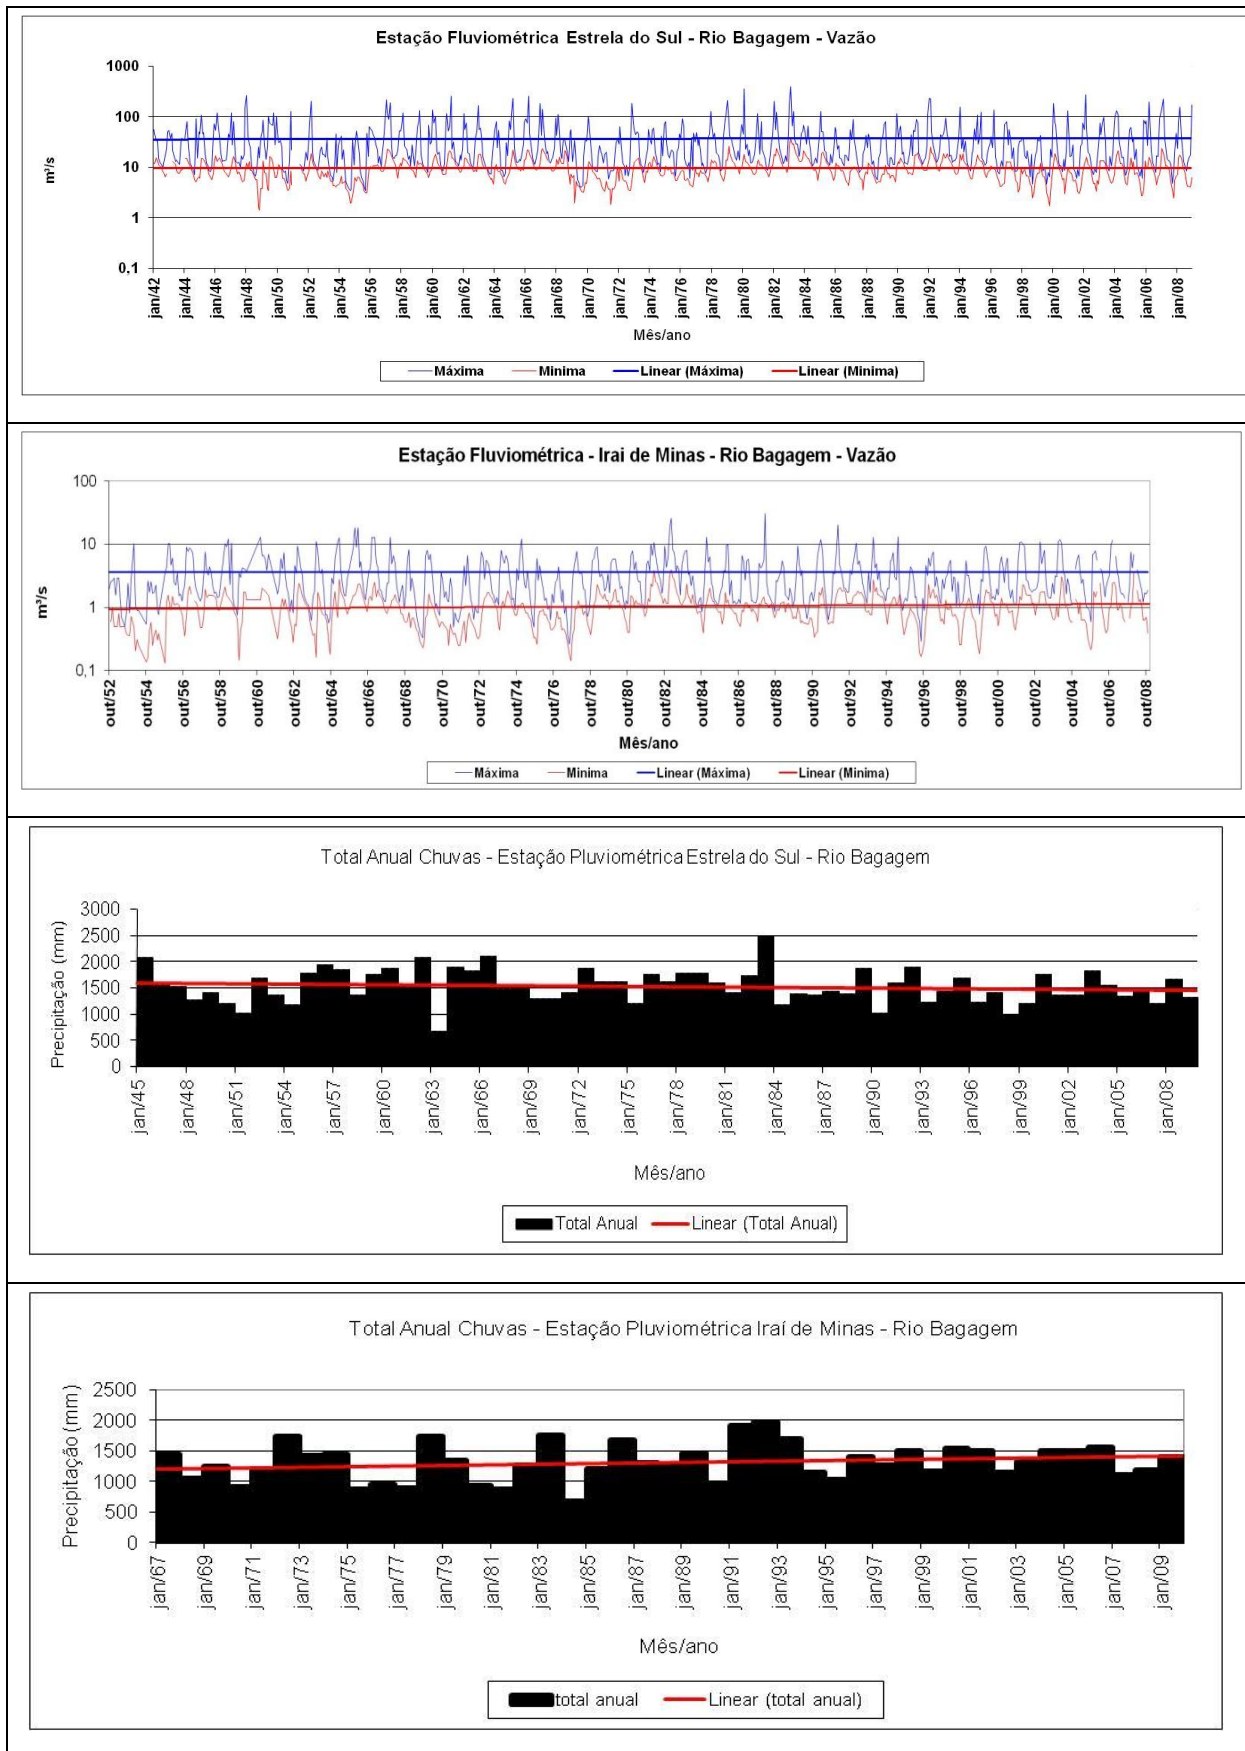 Estação Fluviométrica Estrela do Sul - Rio Bagagem - Vazão
1000
100
10
1
0,1
m³/s
jan/42 jan/44 jan/46 jan/48 jan/50 jan/52 jan/54 jan/56 jan/58 jan/60 jan/62 jan/64 jan/66 jan/68 jan/70 jan/72 jan/74 jan/76 jan/78 jan/80 jan/82 jan/84 jan/86 jan/88 jan/90 jan/92 jan/94 jan/96 jan/98 jan/00 jan/02 jan/04 jan/06 jan/08
Mês/ano
Máxima Minima Linear (Máxima) Linear (Minima)
Estação Fluviométrica - Irai de Minas - Rio Bagagem - Vazão
100
10
1
0,1
m³/s
out/52 out/54 out/56 out/58 out/60 out/62 out/64 out/66 out/68 out/70 out/72 out/74 out/76 out/78 out/80 out/82 out/84 out/86 out/88 out/90 out/92 out/94 out/96 out/98 out/00 out/02 out/04 out/06 out/08
Mês/ano
Máxima Minima Linear (Máxima) Linear (Minima)
Total Anual Chuvas - Estação Pluviométrica Estrela do Sul - Rio Bagagem
3000
2500
2000
1500
1000
500
0
Precipitação (mm)
jan/45 jan/48 jan/51 jan/54 jan/57 jan/60 jan/63 jan/66 jan/69 jan/72 jan/75 jan/78 jan/81 jan/84 jan/87 jan/90 jan/93 jan/96 jan/99 jan/02 jan/05 jan/08
Mês/ano
Total Anual Linear (Total Anual)
Total Anual Chuvas - Estação Pluviométrica Iraí de Minas - Rio Bagagem
2500
2000
1500
1000
500
0
Precipitação (mm)
jan/67 jan/69 jan/71 jan/73 jan/75 jan/77 jan/79 jan/81 jan/83 jan/85 jan/87 jan/89 jan/91 jan/93 jan/95 jan/97 jan/99 jan/01 jan/03 jan/05 jan/07 jan/09
Mês/ano
total anual Linear (total anual)